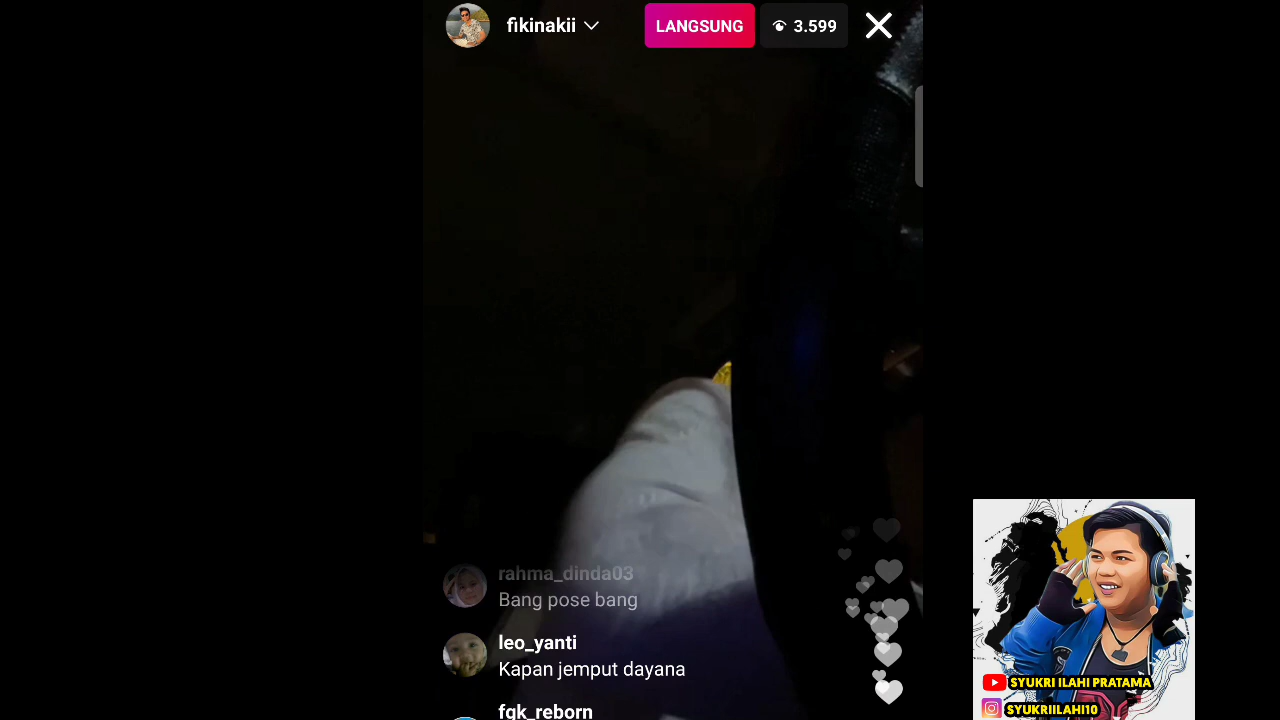 fikinakii
LANGSUNG
3.599
rahma_dinda03
Bang pose bang
leo_yanti
Kapan jemput dayana
fgk_reborn
SYUKRI ILAHI PRATAMA
SYUKRIILAHI10